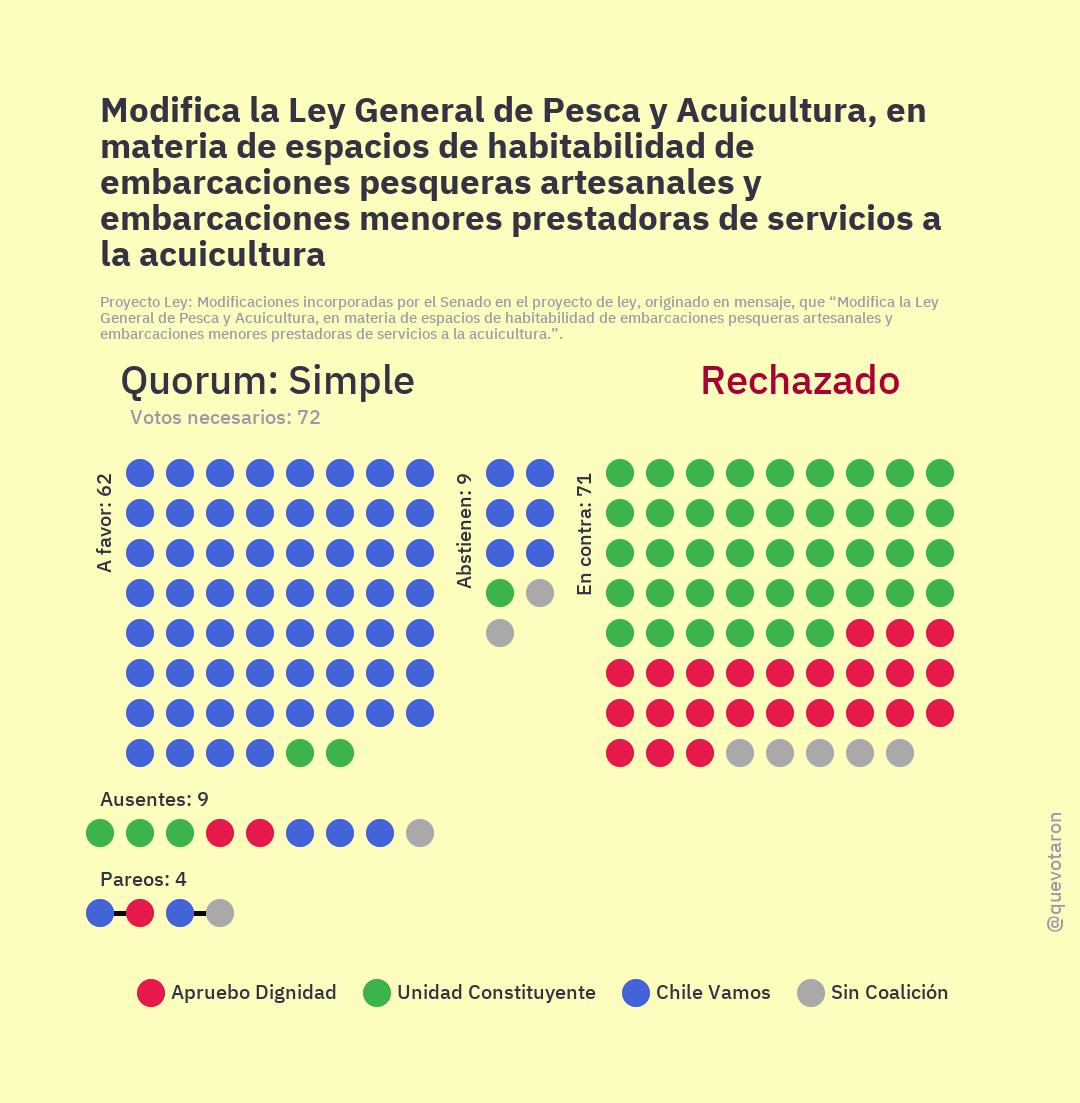 Modifica la Ley General de Pesca y Acuicultura, en
materia de espacios de habitabilidad de
embarcaciones pesqueras artesanales y
embarcaciones menores prestadoras de servicios a
la acuicultura
Proyecto Ley: Modificaciones incorporadas por el Senado en el proyecto de ley, originado en mensaje, que “Modifica la Ley
General de Pesca y Acuicultura, en materia de espacios de habitabilidad de embarcaciones pesqueras artesanales y
embarcaciones menores prestadoras de servicios a la acuicultura.”.
Quorum: Simple
Rechazado
Votos necesarios: 72
A favor: 62
Abstienen: 9
En contra: 71
Ausentes: 9
Pareos: 4
@quevotaron
Apruebo Dignidad
Unidad Constituyente
Chile Vamos
Sin Coalición